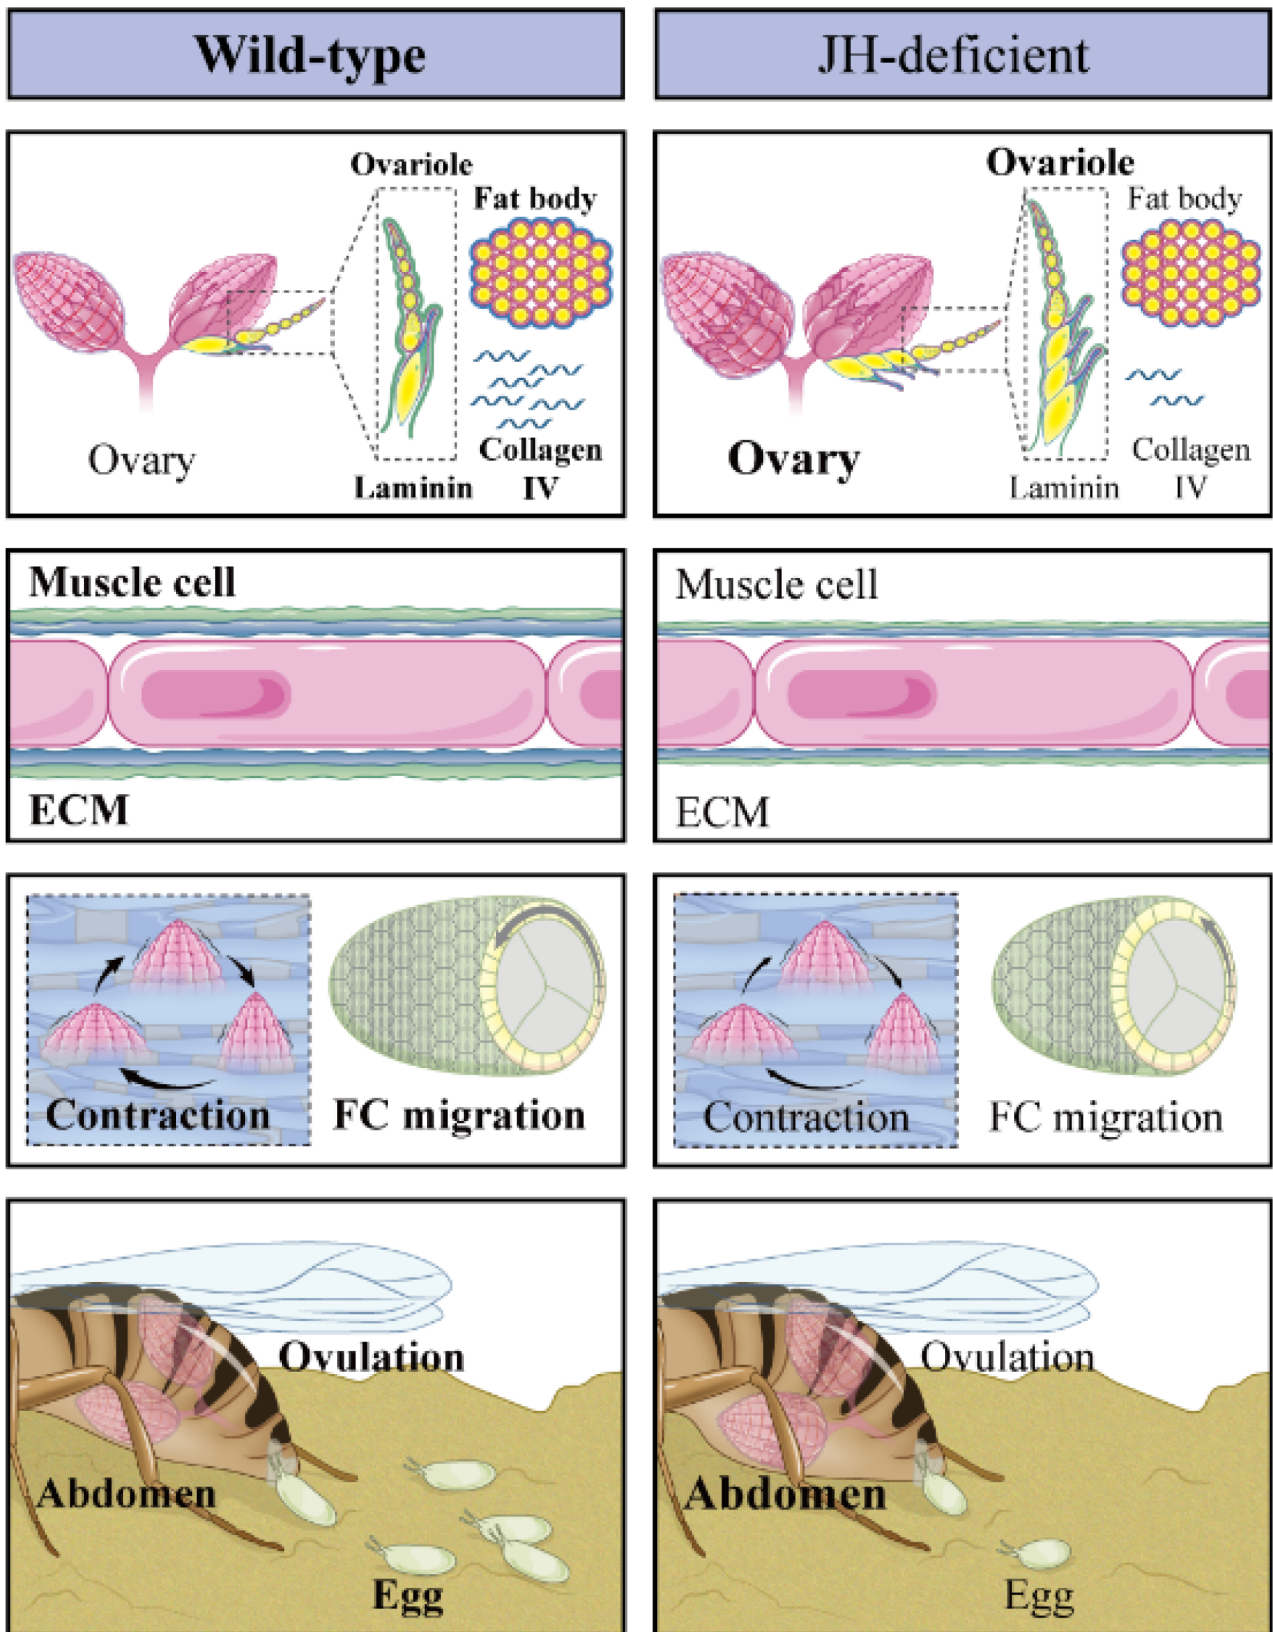 Wild-type
JH-deficient
Ovariole
Fat body
Ovary
Collagen
Laminin
IV
Ovariole
Fat body
Ovary
Collagen
Laminin
IV
Muscle cell
ECM
Muscle cell
ECM
Contraction
FC migration
Contraction
FC migration
Ovulation
Abdomen
Egg
Ovulation
Abdomen
Egg